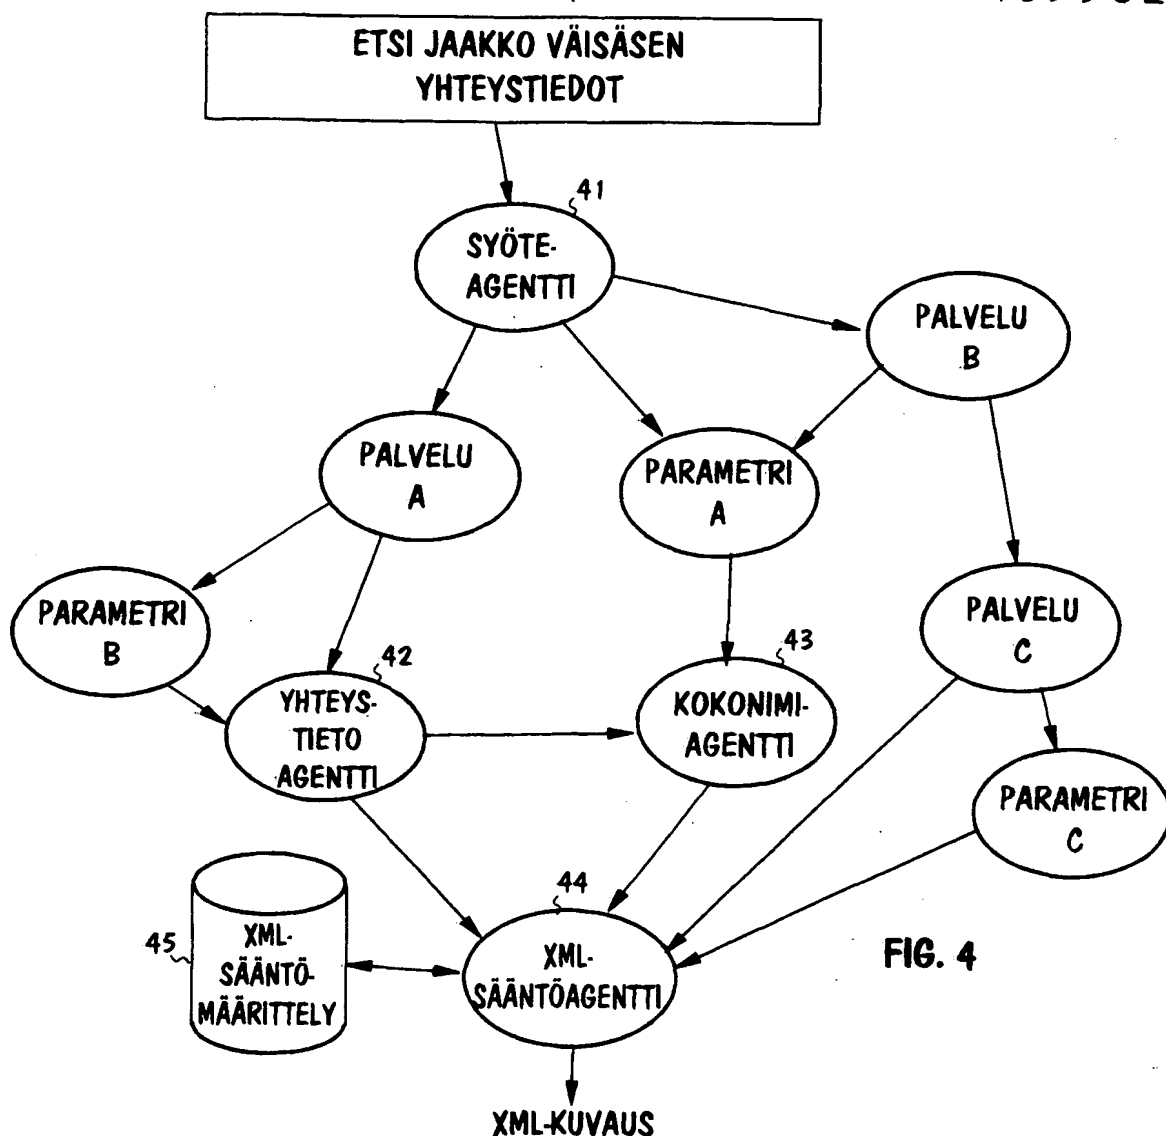 ETSI JAAKKO VÄISÄSEN
YHTEYSTIEDOT
41
SYÖTE-
AGENTTI
PALVELU
B
PALVELU
A
PARAMETRI
A
PARAMETRI
B
PALVELU
C
42
YHTEYS-
TIETO
AGENTTI
43
KOKONIMI-
AGENTTI
PARAMETRI
C
44
XML-
SÄÄNTÖAGENTTI
45
XML-
SÄÄNTÖ-
MÄÄRITTELY
FIG. 4
XML-KUVAUS